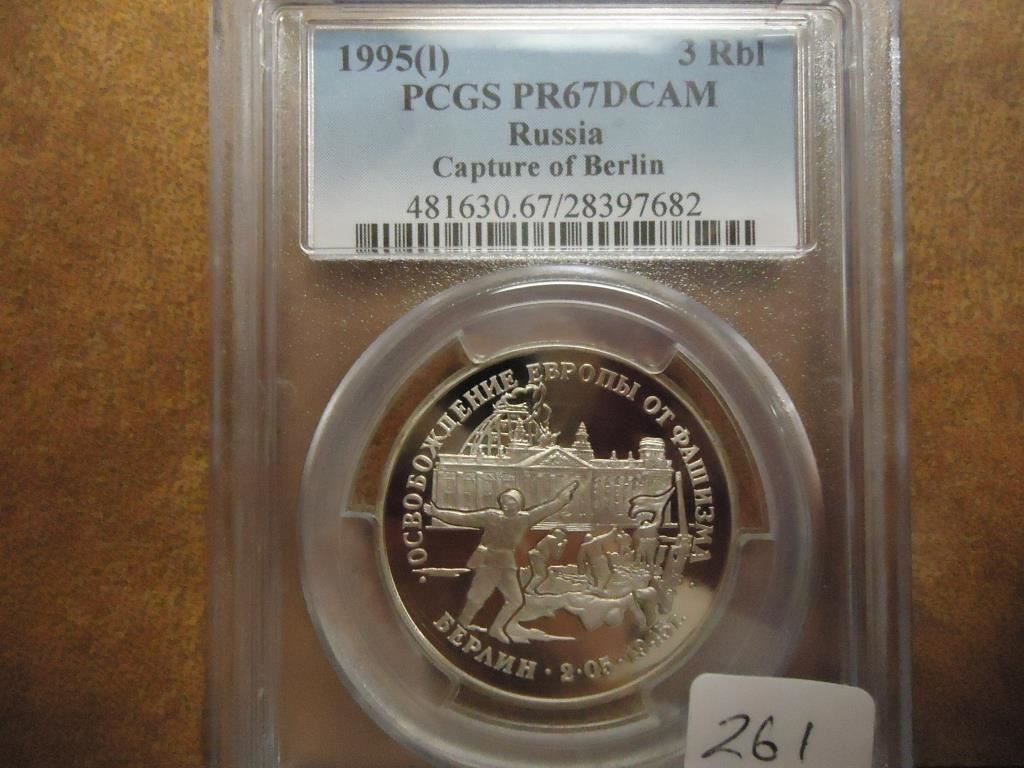 1995(l) 3 Rbl
PCGS PR67DCAM
Russia
Capture of Berlin
481630.67/28397682
·ОСВОБОЖДЕНИЕ ЕВРОПЫ ОТ ФАШИЗМА
БЕРЛИН · 2·05·1945г.
261